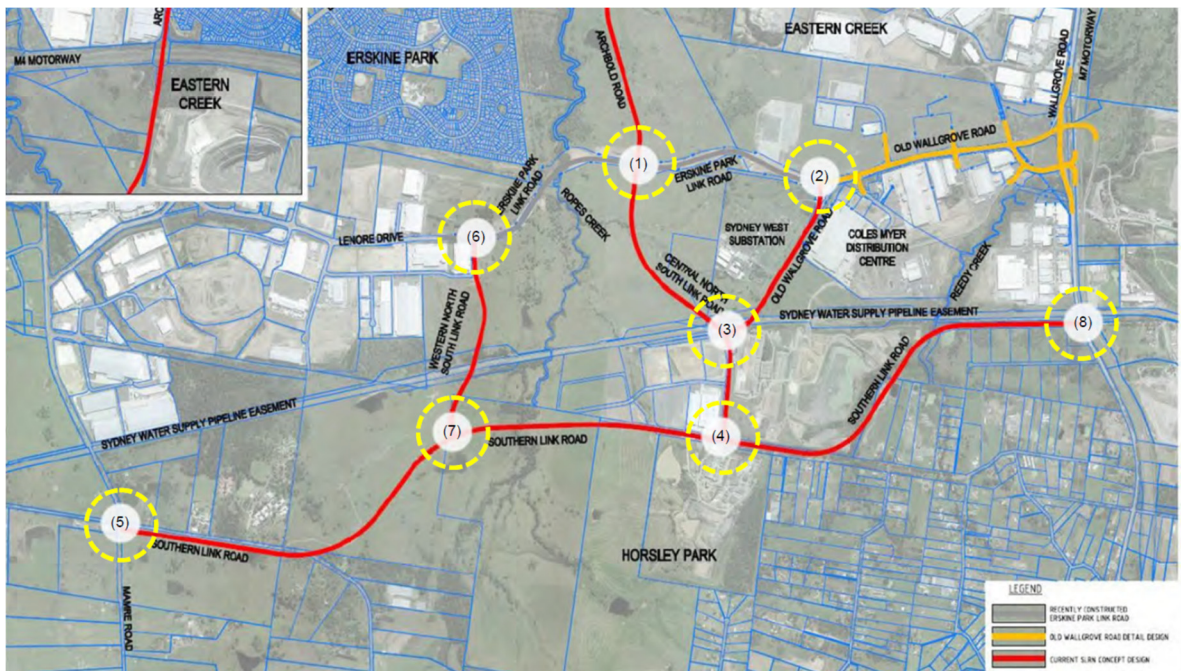 M4 MOTORWAY
ARC
EASTERN
CREEK
ERSKINE PARK
ARCHBOLD ROAD
EASTERN CREEK
WALLGROVE ROAD
M7 MOTORWAY
OLD WALLGROVE ROAD
(1)
ERSKINE PARK
LINK ROAD
(2)
ERSKINE PARK
LINK ROAD
ROPES CREEK
(6)
LENORE DRIVE
SYDNEY WEST
SUBSTATION
OLD WALLGROVE ROAD
COLES MYER
DISTRIBUTION
CENTRE
REEDY CREEK
CENTRAL NORTH
SOUTH LINK ROAD
WESTERN NORTH
SOUTH LINK ROAD
(3)
SYDNEY WATER SUPPLY PIPELINE EASEMENT
(8)
SOUTHERN LINK ROAD
SYDNEY WATER SUPPLY PIPELINE EASEMENT
(7)
SOUTHERN LINK ROAD
(4)
(5)
SOUTHERN LINK ROAD
HORSLEY PARK
MAMRE ROAD
LEGEND
RECENTLY CONSTRUCTED
ERSKINE PARK LINK ROAD
OLD WALLGROVE ROAD DETAIL DESIGN
CURRENT SLRN CONCEPT DESIGN